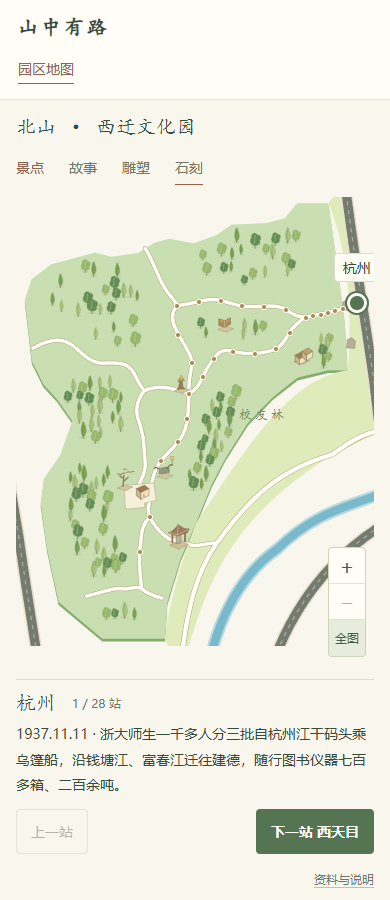 山中有路
园区地图
北山 • 西迁文化园
景点 故事 雕塑 石刻
杭州
校友林
+
−
全图
杭州 1 / 28 站
1937.11.11 · 浙大师生一千多人分三批自杭州江干码头乘
乌篷船，沿钱塘江、富春江迁往建德，随行图书仪器七百
多箱、二百余吨。
上一站 下一站 西天目
资料与说明